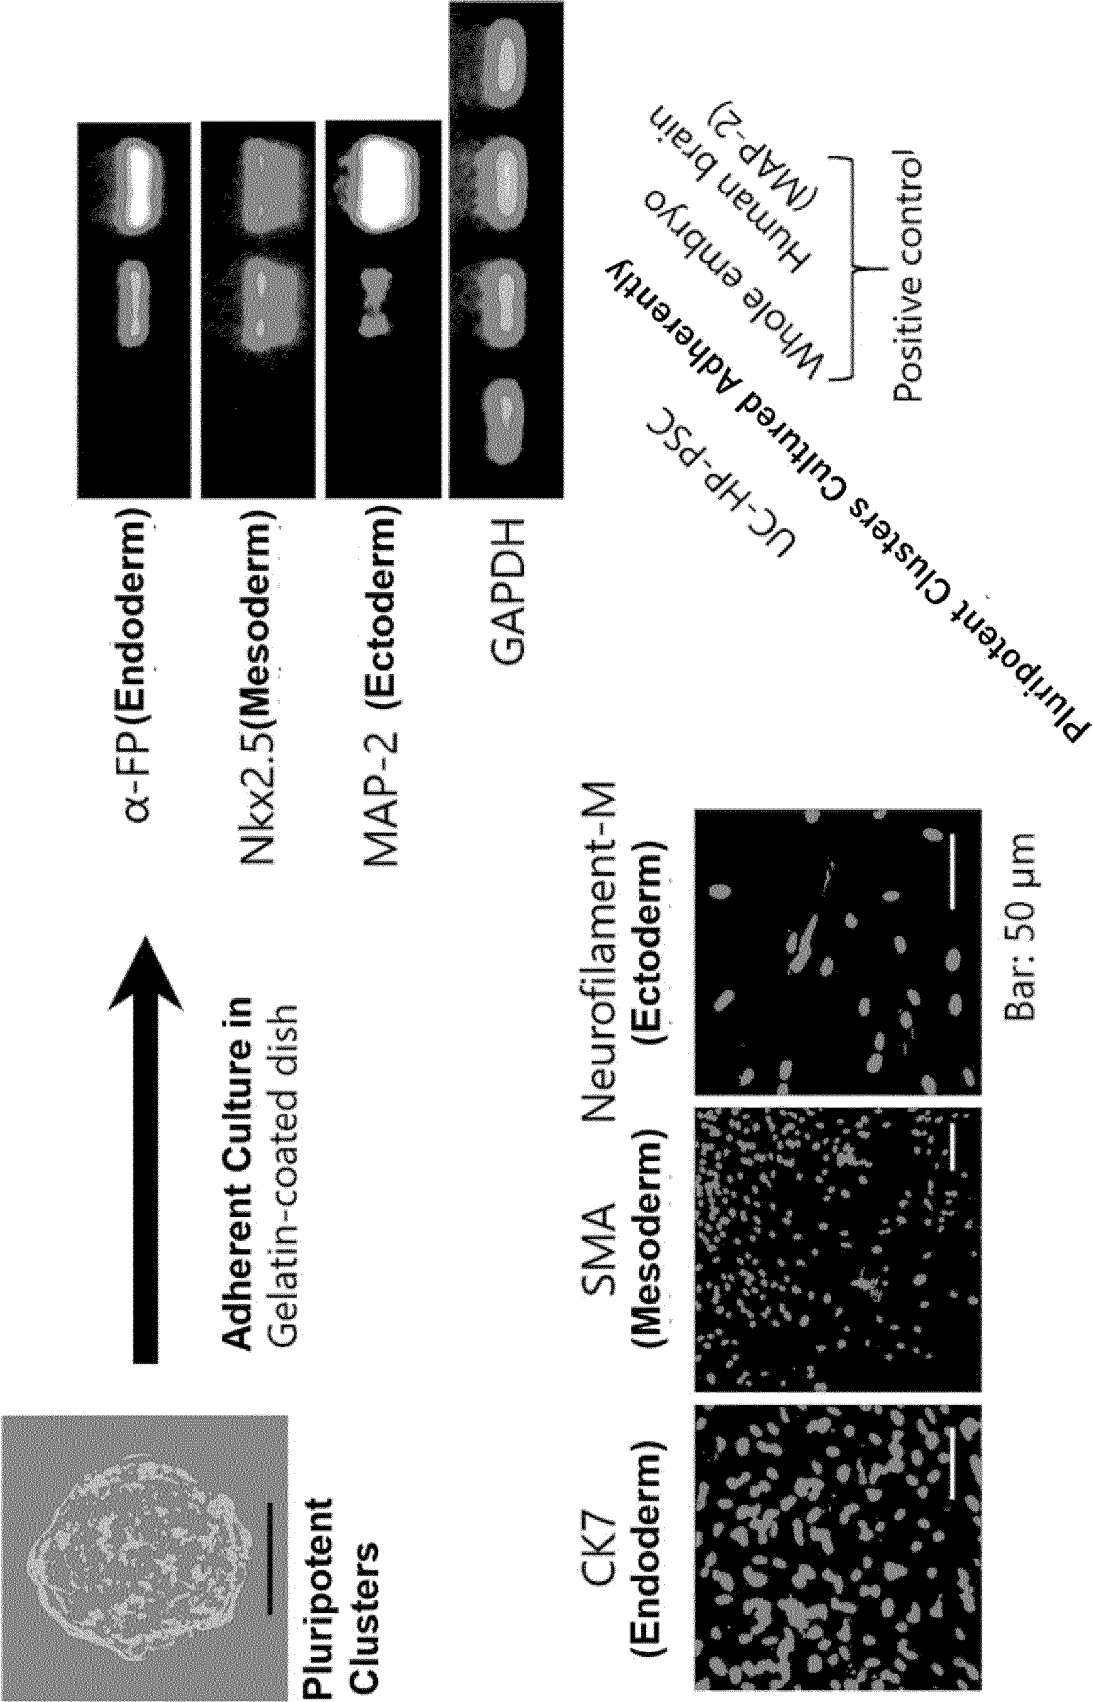 Pluripotent
Clusters
Adherent Culture in
Gelatin-coated dish
α-FP(Endoderm)
Nkx2.5(Mesoderm)
MAP-2 (Ectoderm)
GAPDH
UC-HP-PSC
Pluripotent Clusters Cultured Adherently
Whole embryo
Human brain
(MAP-2)
Positive control
CK7
(Endoderm)
SMA
(Mesoderm)
Neurofilament-M
(Ectoderm)
Bar: 50 μm